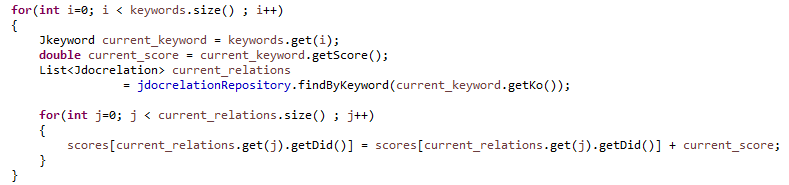 for(int i=0; i < keywords.size() ; i++)
{
    Jkeyword current_keyword = keywords.get(i);
    double current_score = current_keyword.getScore();
    List<Jdocrelation> current_relations
                = jdocrelationRepository.findByKeyword(current_keyword.getKo());

    for(int j=0; j < current_relations.size() ; j++)
    {
        scores[current_relations.get(j).getDid()] = scores[current_relations.get(j).getDid()] + current_score;
    }
}